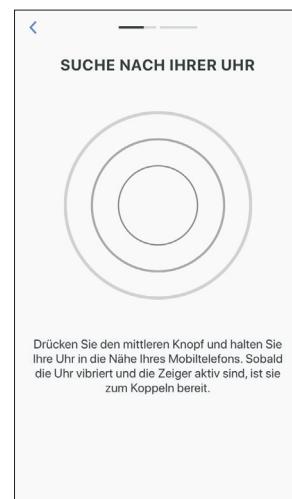 SUCHE NACH IHRER UHR
Drücken Sie den mittleren Knopf und halten Sie
Ihre Uhr in die Nähe Ihres Mobiltelefons. Sobald
die Uhr vibriert und die Zeiger aktiv sind, ist sie
zum Koppeln bereit.